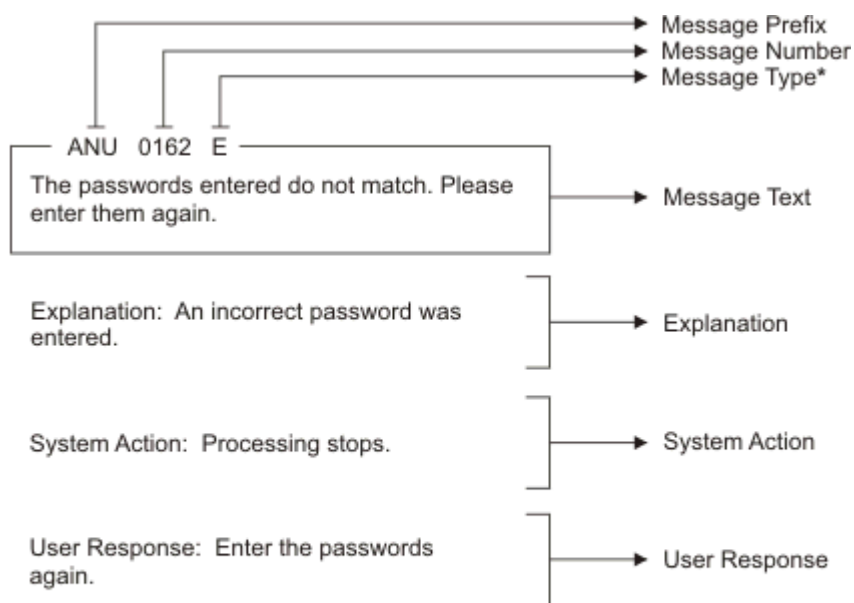 Message Prefix
Message Number
Message Type*
ANU 0162 E
The passwords entered do not match. Please
enter them again.
Message Text
Explanation: An incorrect password was
entered.
Explanation
System Action: Processing stops.
System Action
User Response: Enter the passwords
again.
User Response